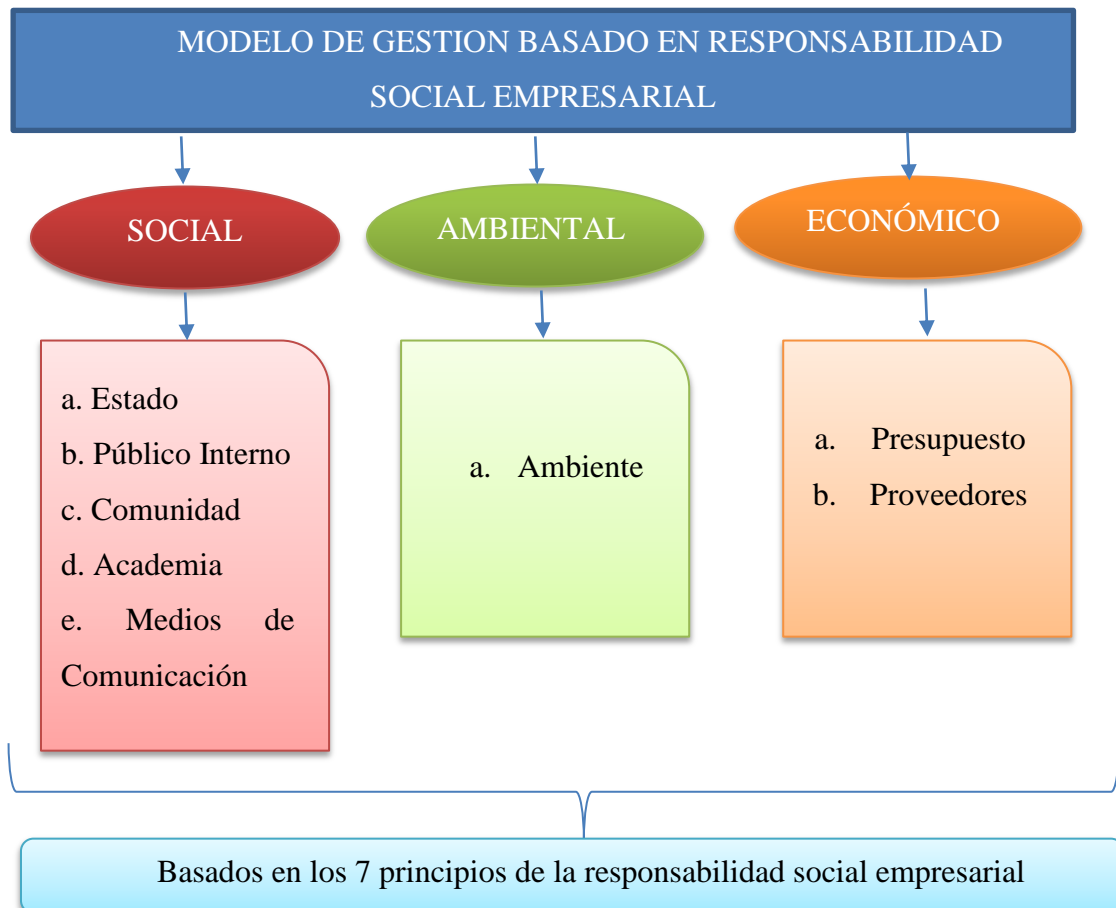 MODELO DE GESTION BASADO EN RESPONSABILIDAD
SOCIAL EMPRESARIAL
SOCIAL
AMBIENTAL
ECONÓMICO
a. Estado
b. Público Interno
c. Comunidad
d. Academia
e. Medios de
Comunicación
a. Ambiente
a. Presupuesto
b. Proveedores
Basados en los 7 principios de la responsabilidad social empresarial